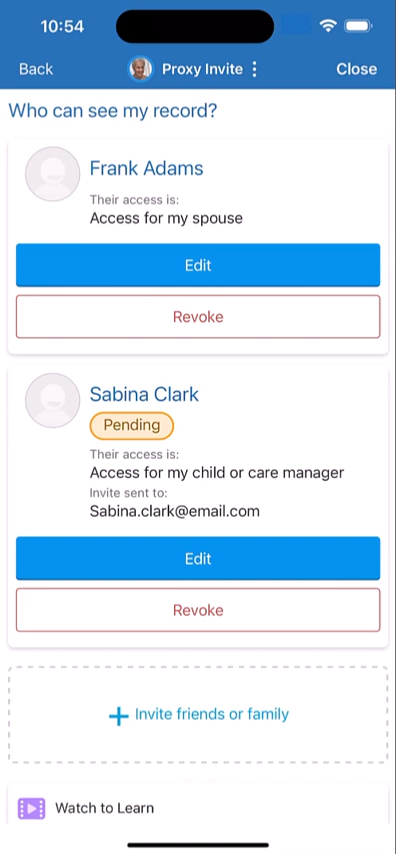 10:54
Back
Proxy Invite
Close
Who can see my record?
Frank Adams
Their access is:
Access for my spouse
Edit
Revoke
Sabina Clark
Pending
Their access is:
Access for my child or care manager
Invite sent to:
Sabina.clark@email.com
Edit
Revoke
Invite friends or family
Watch to Learn